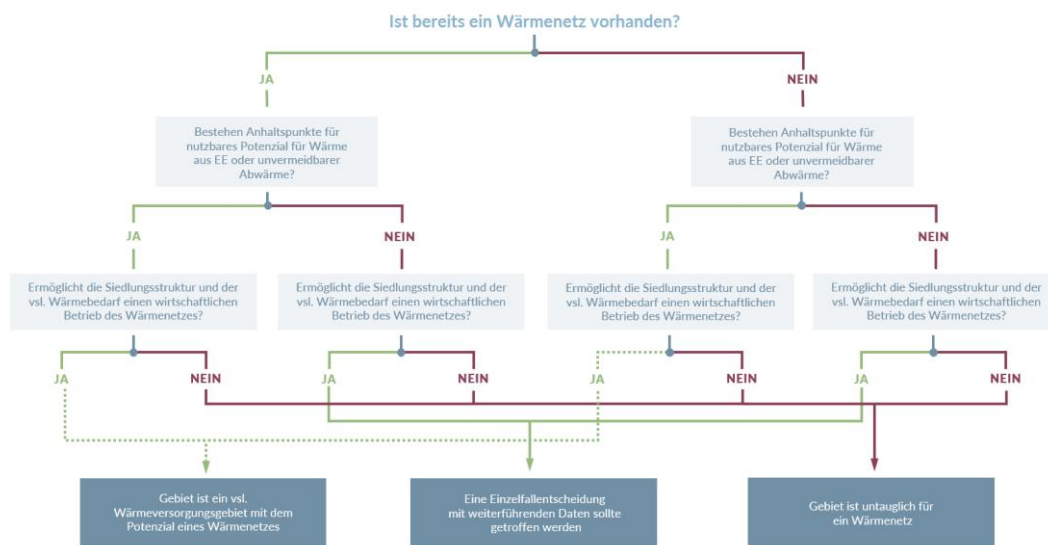 Ist bereits ein Wärmenetz vorhanden?
JA
NEIN
Bestehen Anhaltspunkte für
nutzbares Potenzial für Wärme
aus EE oder unvermeidbarer
Abwärme?
Bestehen Anhaltspunkte für
nutzbares Potenzial für Wärme
aus EE oder unvermeidbarer
Abwärme?
JA
NEIN
JA
NEIN
Ermöglicht die Siedlungsstruktur und der
vsl. Wärmebedarf einen wirtschaftlichen
Betrieb des Wärmenetzes?
Ermöglicht die Siedlungsstruktur und der
vsl. Wärmebedarf einen wirtschaftlichen
Betrieb des Wärmenetzes?
Ermöglicht die Siedlungsstruktur und der
vsl. Wärmebedarf einen wirtschaftlichen
Betrieb des Wärmenetzes?
Ermöglicht die Siedlungsstruktur und der
vsl. Wärmebedarf einen wirtschaftlichen
Betrieb des Wärmenetzes?
JA
NEIN
JA
NEIN
JA
NEIN
JA
NEIN
Gebiet ist ein vsl.
Wärmeversorgungsgebiet mit dem
Potenzial eines Wärmenetzes
Eine Einzelfallentscheidung
mit weiterführenden Daten sollte
getroffen werden
Gebiet ist untauglich für
ein Wärmenetz